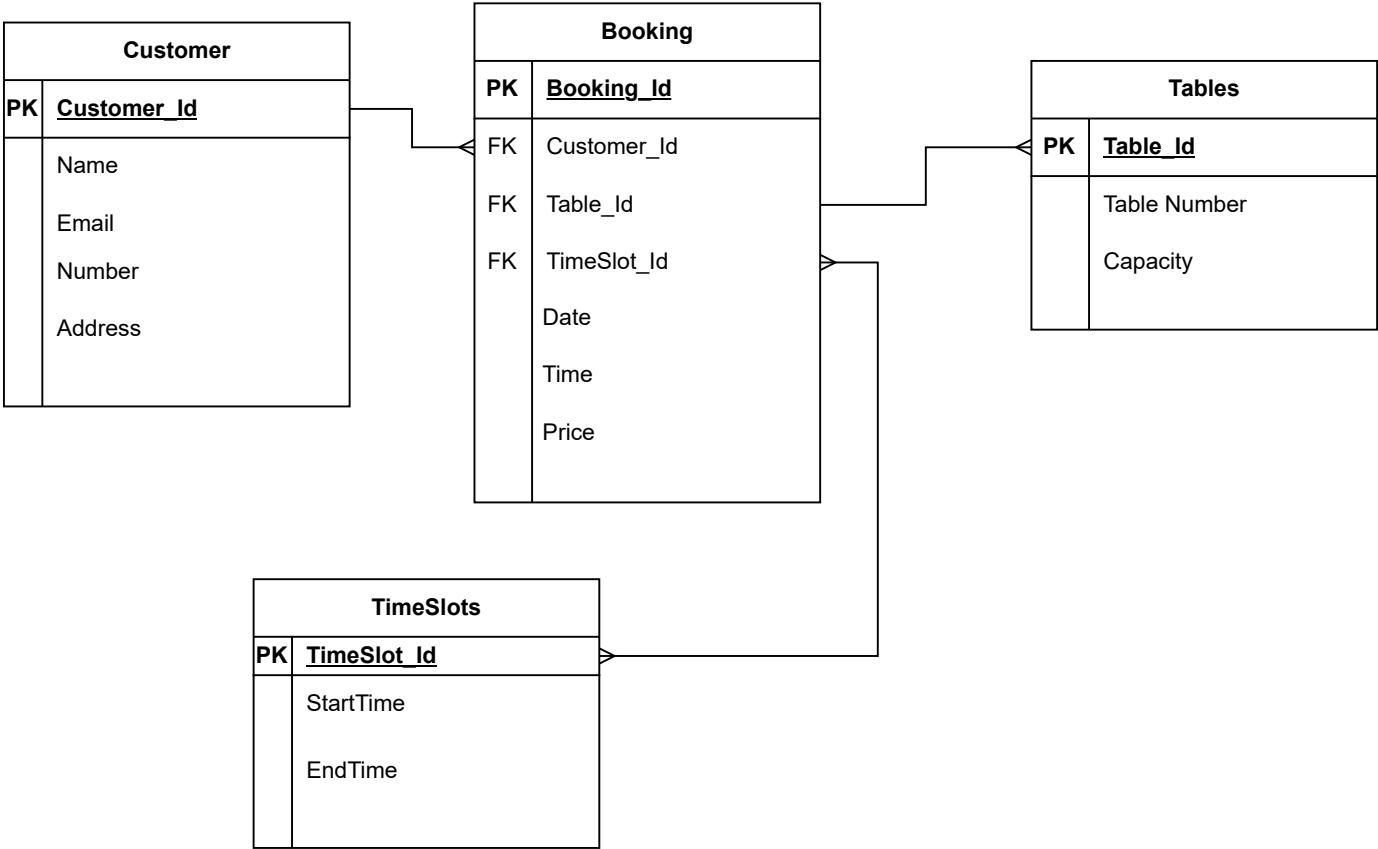 Customer
PK Customer_Id
Name
Email
Number
Address
Booking
PK Booking_Id
FK Customer_Id
FK Table_Id
FK TimeSlot_Id
Date
Time
Price
Tables
PK Table_Id
Table Number
Capacity
TimeSlots
PK TimeSlot_Id
StartTime
EndTime